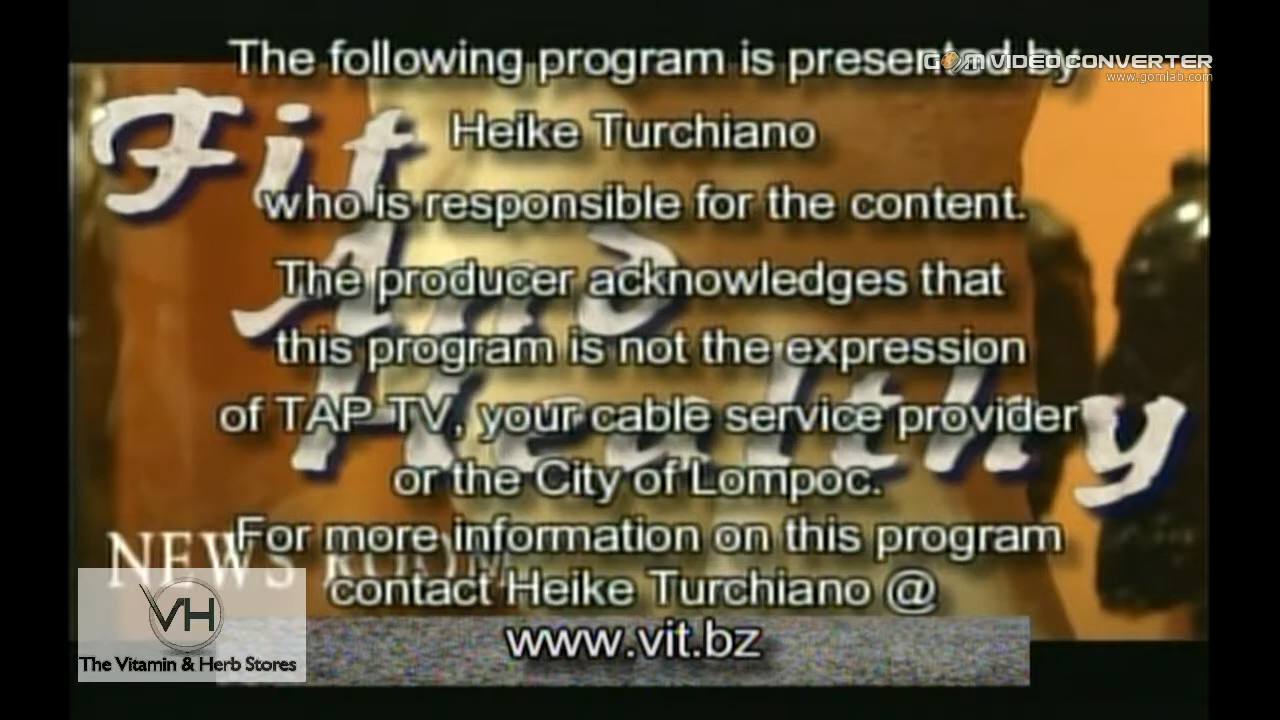 The following program is presented by
GOM VIDEO CONVERTER
www.gomlab.com
Heike Turchiano
who is responsible for the content.
The producer acknowledges that
this program is not the expression
of TAP TV, your cable service provider
or the City of Lompoc.
For more information on this program
contact Heike Turchiano @
www.vit.bz
Fit
And
Healthy
NEWS ROOM
VH
The Vitamin & Herb Stores